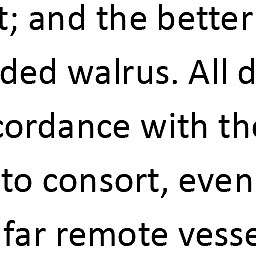 t; and the better
ded walrus. All d
cordance with the
to consort, even
far remote vesse